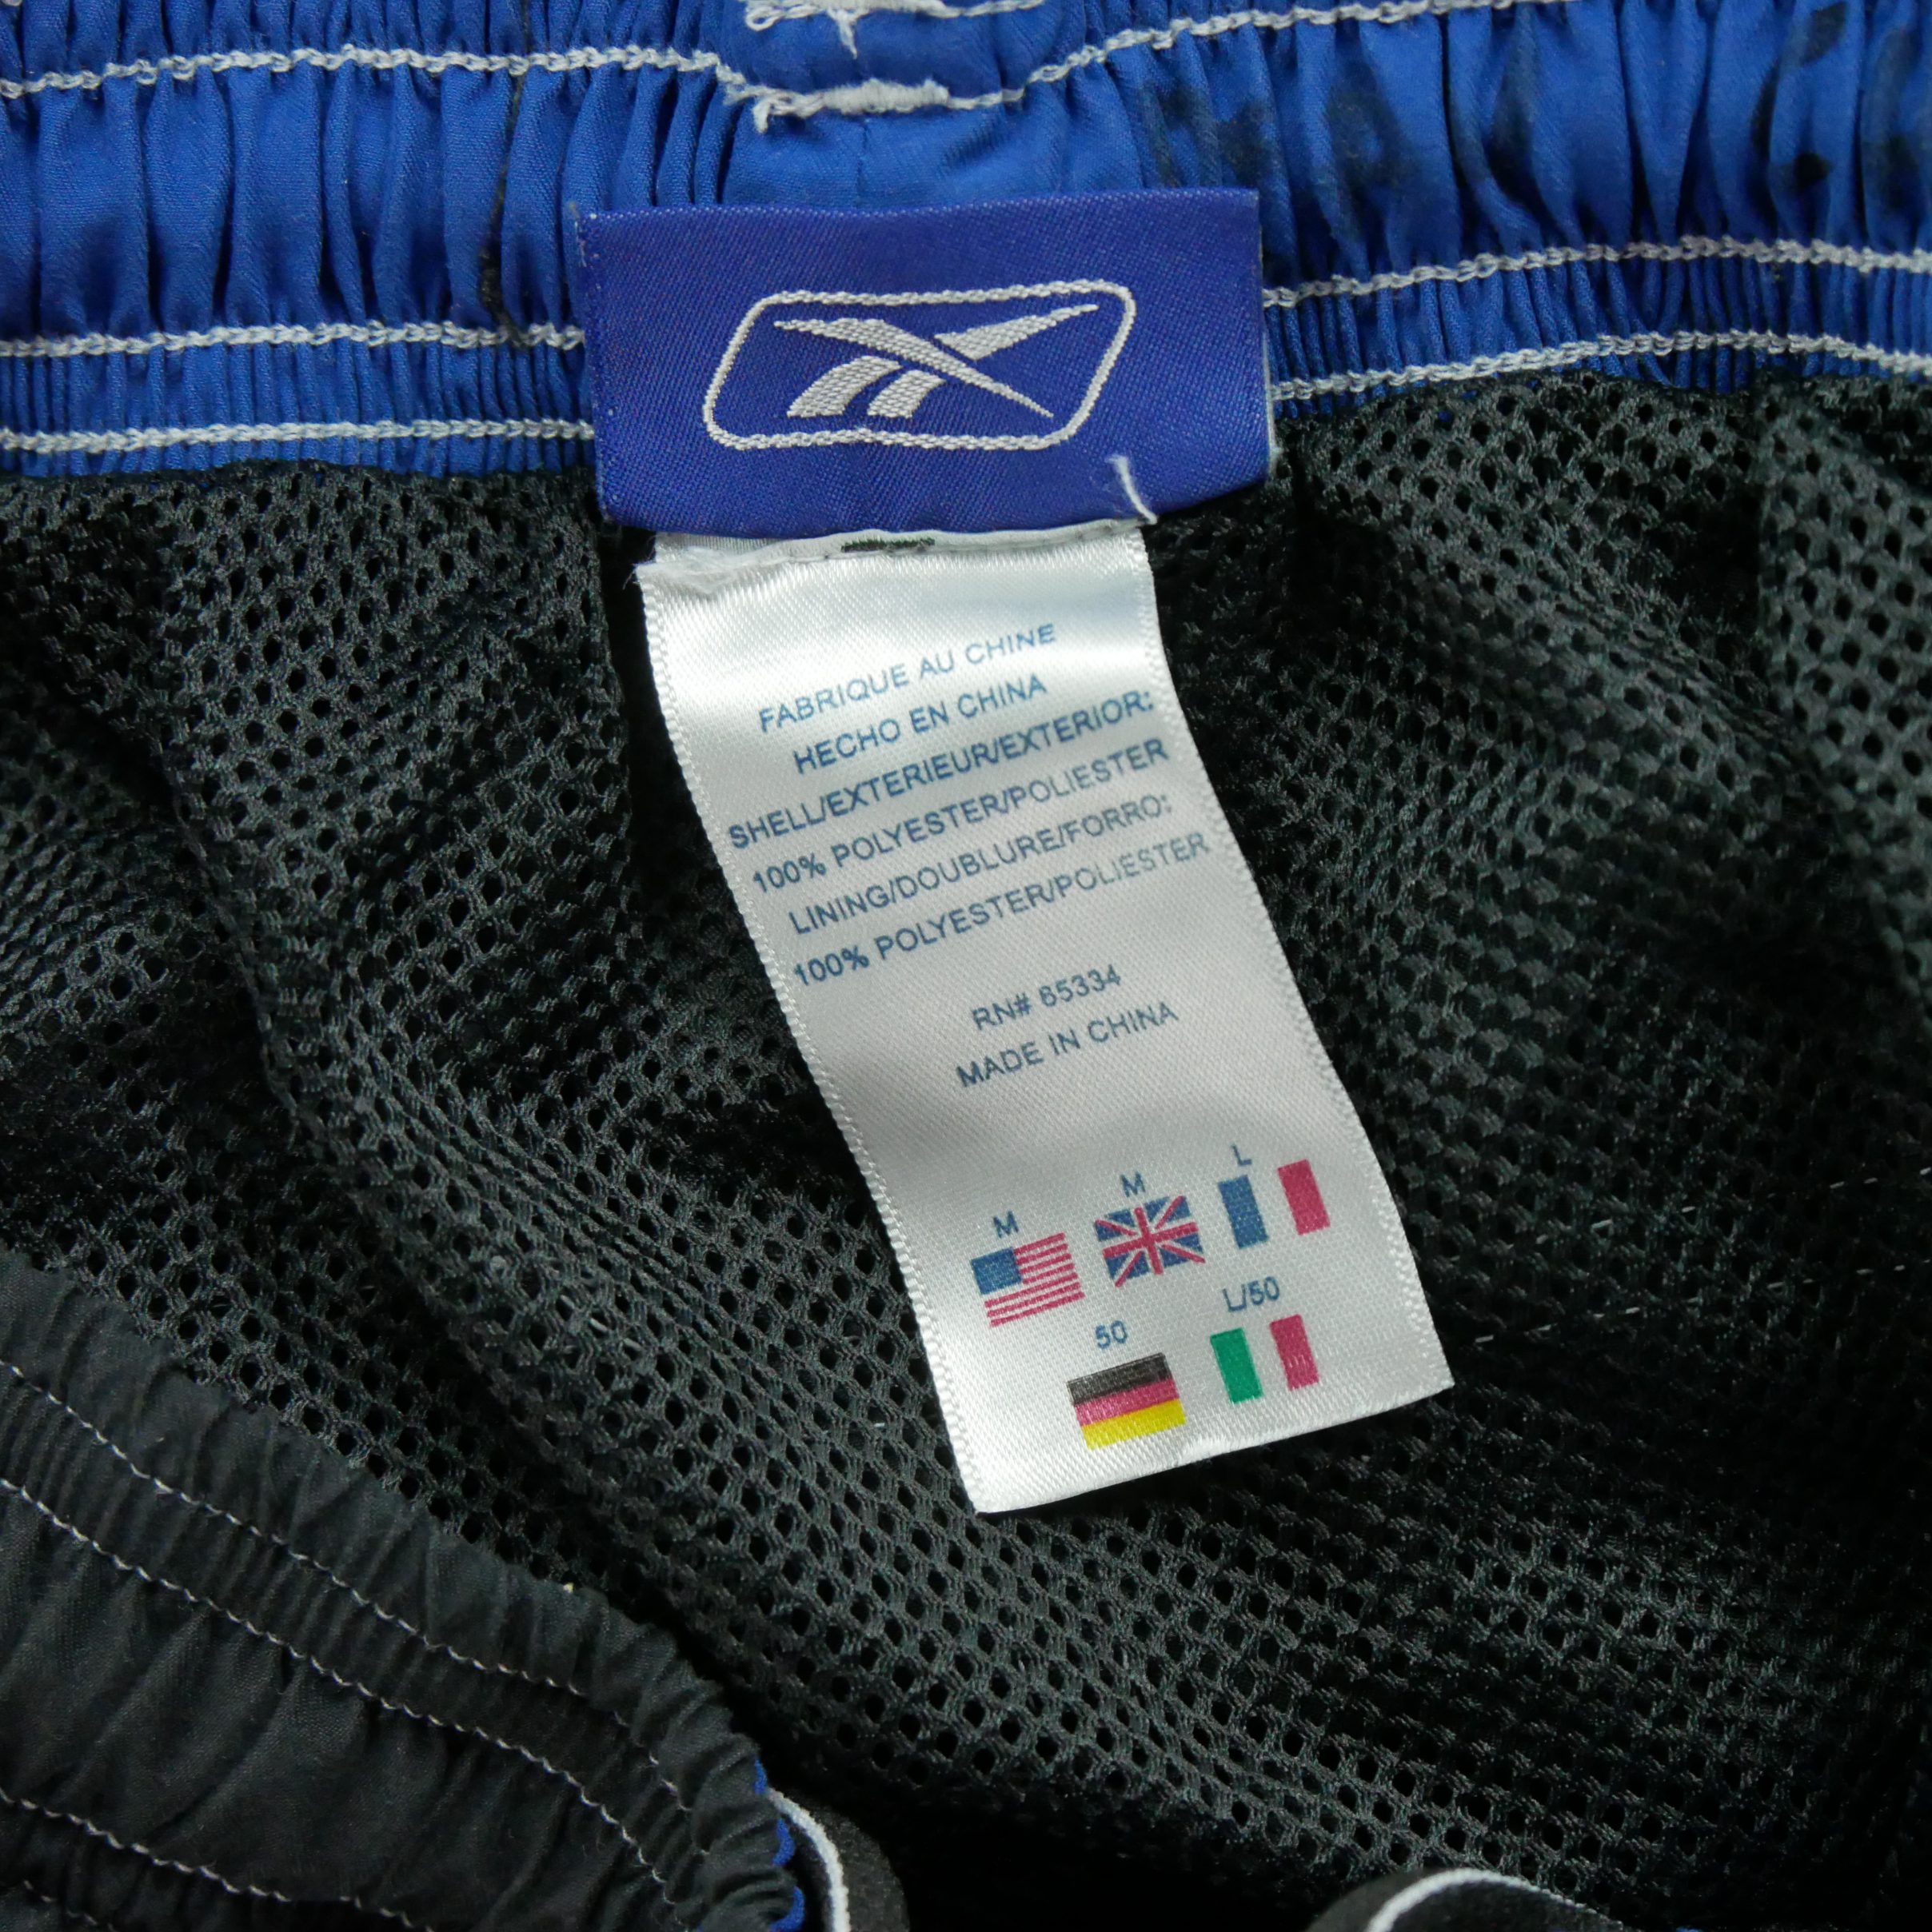 FABRIQUE AU CHINE
HECHO EN CHINA
SHELL/EXTERIEUR/EXTERIOR:
100% POLYESTER/POLIESTER
LINING/DOUBLURE/FORRO:
100% POLYESTER/POLIESTER
RN# 65334
MADE IN CHINA
M M L
50 L/50